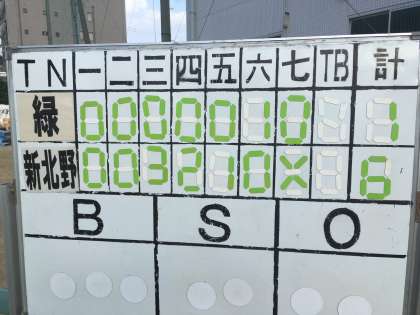 TN 一 二 三 四 五 六 七 TB 計
緑 0 0 0 0 0 1 0 1
新北野 0 0 3 2 1 0 X 6
B S O